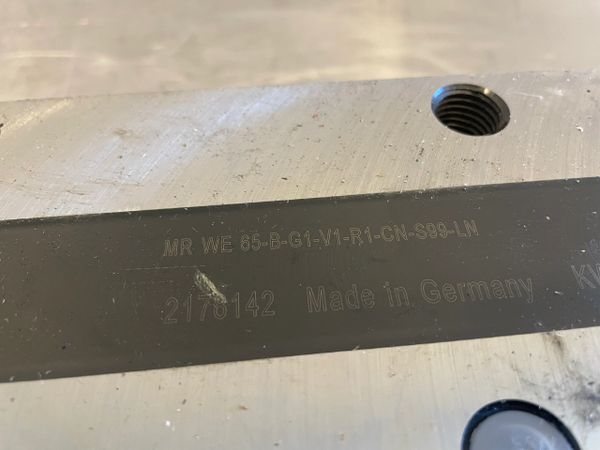 MR WE 65-B-G1-V1-R1-CN-S99-LN
2176142 Made in Germany